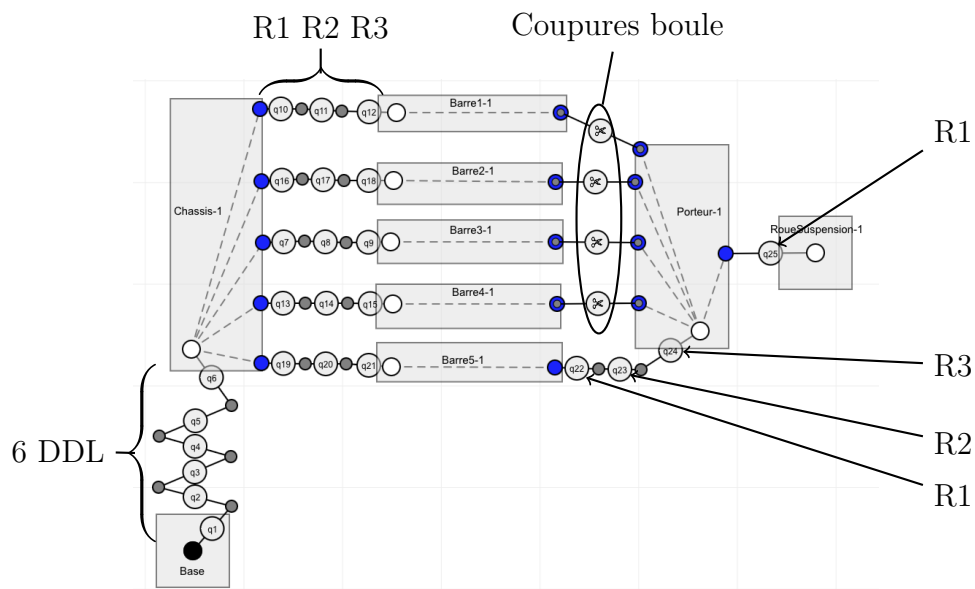 R1 R2 R3
Coupures boule
Barre1-1
q10 q11 q12
R1
Barre2-1
q16 q17 q18
Chassis-1
Porteur-1
RoueSuspension-1
Barre3-1
q7 q8 q9
q25
Barre4-1
q13 q14 q15
Barre5-1
q19 q20 q21
q22 q23 q24
R3
q6
q5
R2
6 DDL
q4
q3
q2
R1
q1
Base